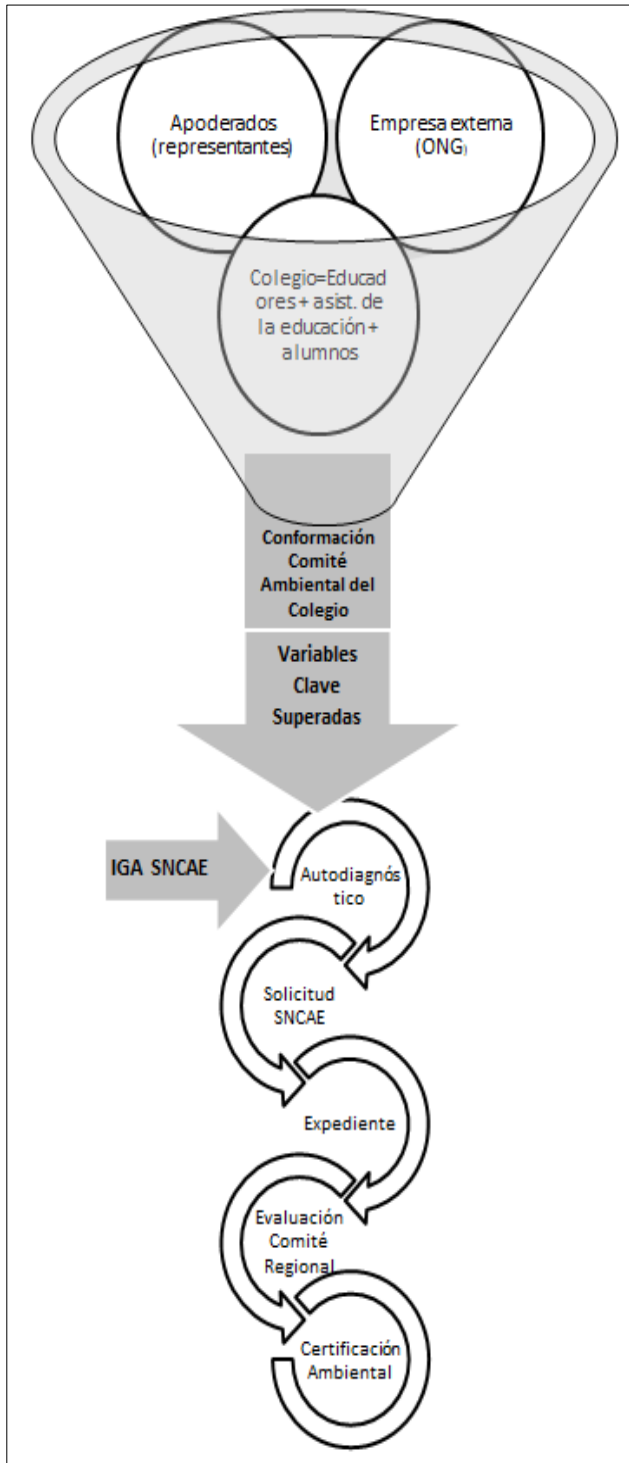 Apoderados
(representantes)
Empresa externa
(ONG)
Colegio=Educad
ores + asist. de
la educación +
alumnos
Conformación
Comité
Ambiental del
Colegio
Variables
Clave
Superadas
IGA SNCAE
Autodiagnós
tico
Solicitud
SNCAE
Expediente
Evaluación
Comité
Regional
Certificación
Ambiental